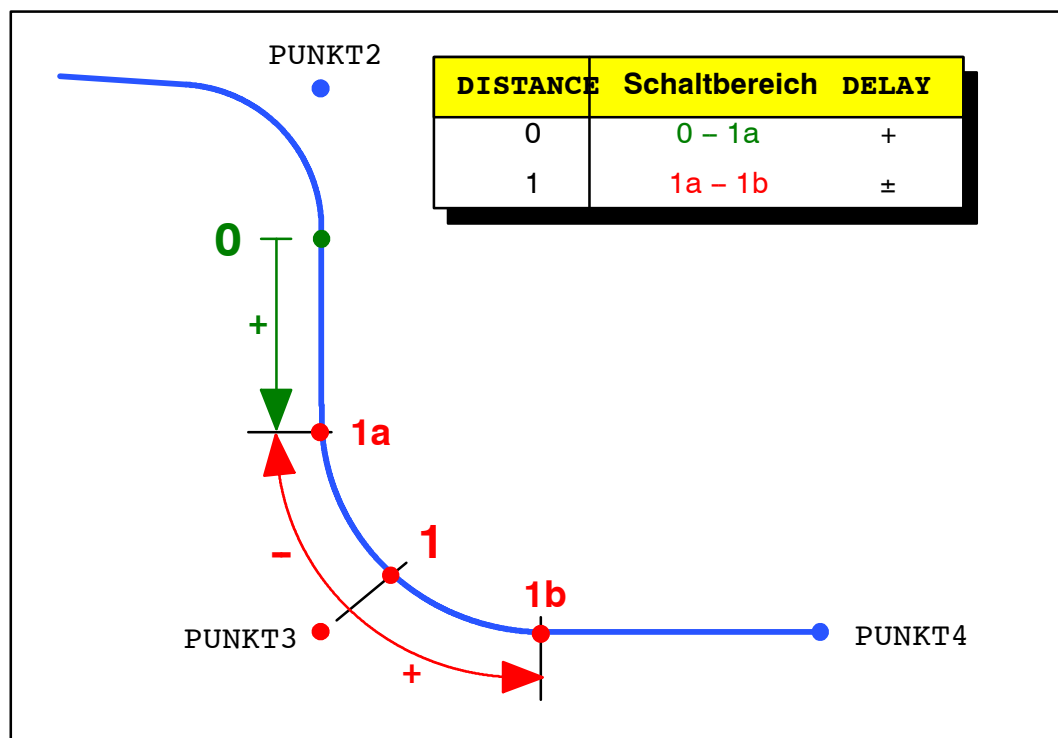 PUNKT2
DISTANCE Schaltbereich DELAY
0 0 – 1a +
1 1a – 1b ±
0
+
1a
1
–
1b
PUNKT3
PUNKT4
+